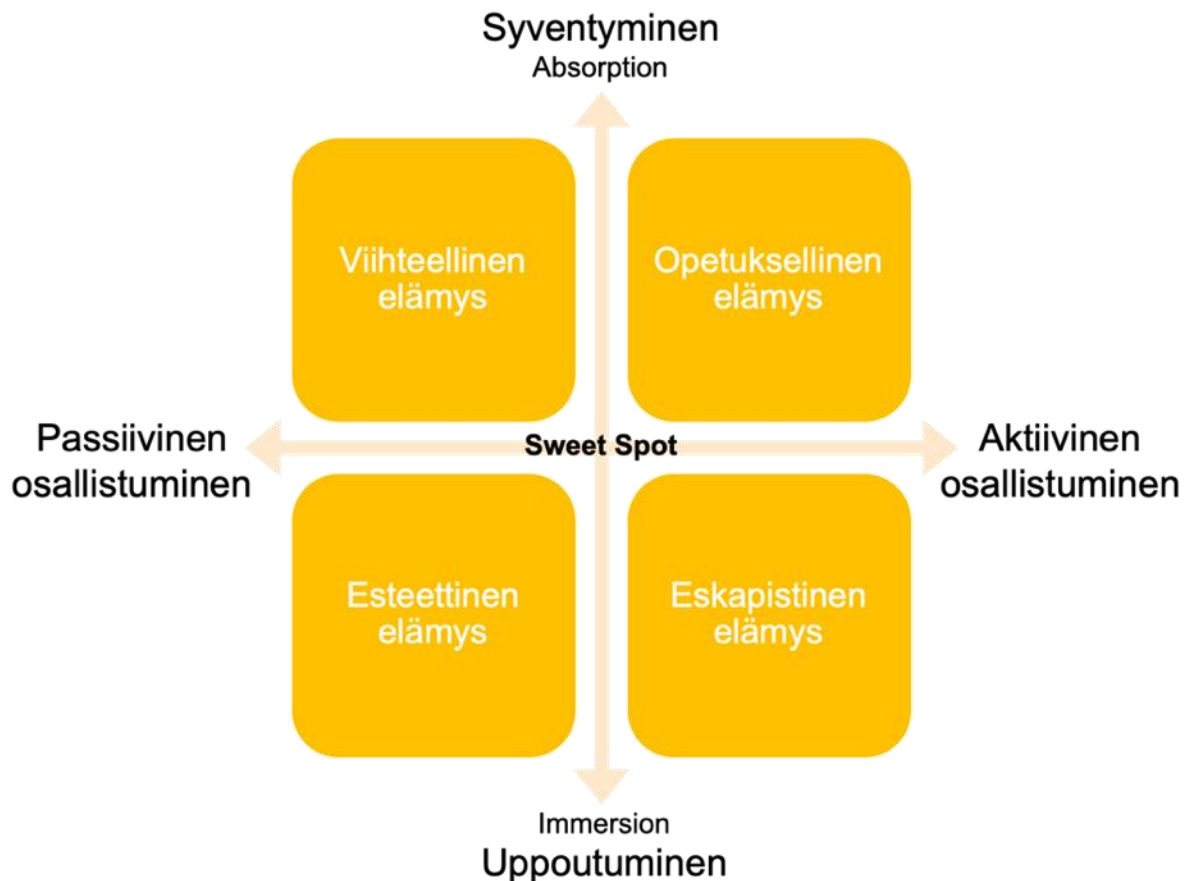 Syventyminen
Absorption
Viihteellinen
elämys
Opetuksellinen
elämys
Passiivinen
osallistuminen
Sweet Spot
Aktiivinen
osallistuminen
Esteettinen
elämys
Eskapistinen
elämys
Immersion
Uppoutuminen